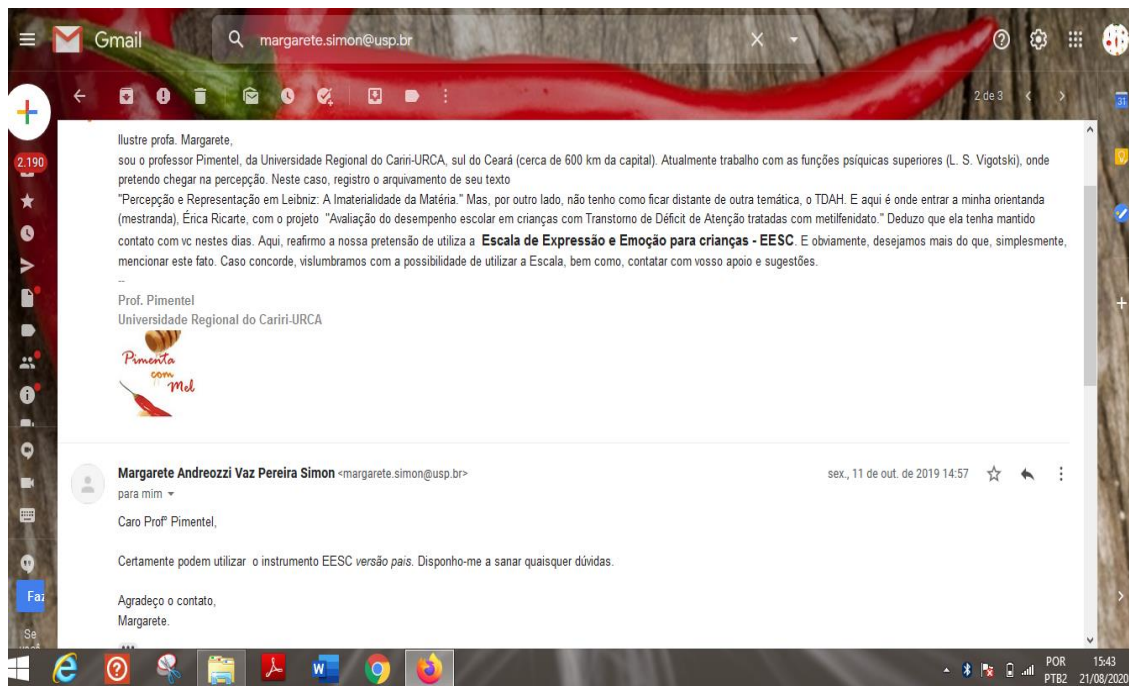 Gmail
margarete.simon@usp.br
2 de 3
31
2.190
Ilustre profa. Margarete,
sou o professor Pimentel, da Universidade Regional do Cariri-URCA, sul do Ceará (cerca de 600 km da capital). Atualmente trabalho com as funções psíquicas superiores (L. S. Vigotski), onde
pretendo chegar na percepção. Neste caso, registro o arquivamento de seu texto
"Percepção e Representação em Leibniz: A Imaterialidade da Matéria." Mas, por outro lado, não tenho como ficar distante de outra temática, o TDAH. E aqui é onde entrar a minha orientanda
(mestranda), Érica Ricarte, com o projeto "Avaliação do desempenho escolar em crianças com Transtorno de Déficit de Atenção tratadas com metilfenidato." Deduzo que ela tenha mantido
contato com vc nestes dias. Aqui, reafirmo a nossa pretensão de utiliza a Escala de Expressão e Emoção para crianças - EESC. E obviamente, desejamos mais do que, simplesmente,
mencionar este fato. Caso concorde, vislumbramos com a possibilidade de utilizar a Escala, bem como, contatar com vosso apoio e sugestões.
--
Prof. Pimentel
Universidade Regional do Cariri-URCA
Pimenta
com
Mel
Margarete Andreozzi Vaz Pereira Simon <margarete.simon@usp.br>
sex., 11 de out. de 2019 14:57
para mim
Caro Profº Pimentel,
Certamente podem utilizar o instrumento EESC versão pais. Disponho-me a sanar quaisquer dúvidas.
Agradeço o contato,
Margarete.
Faz
Se
POR
15:43
PTB2
21/08/2020